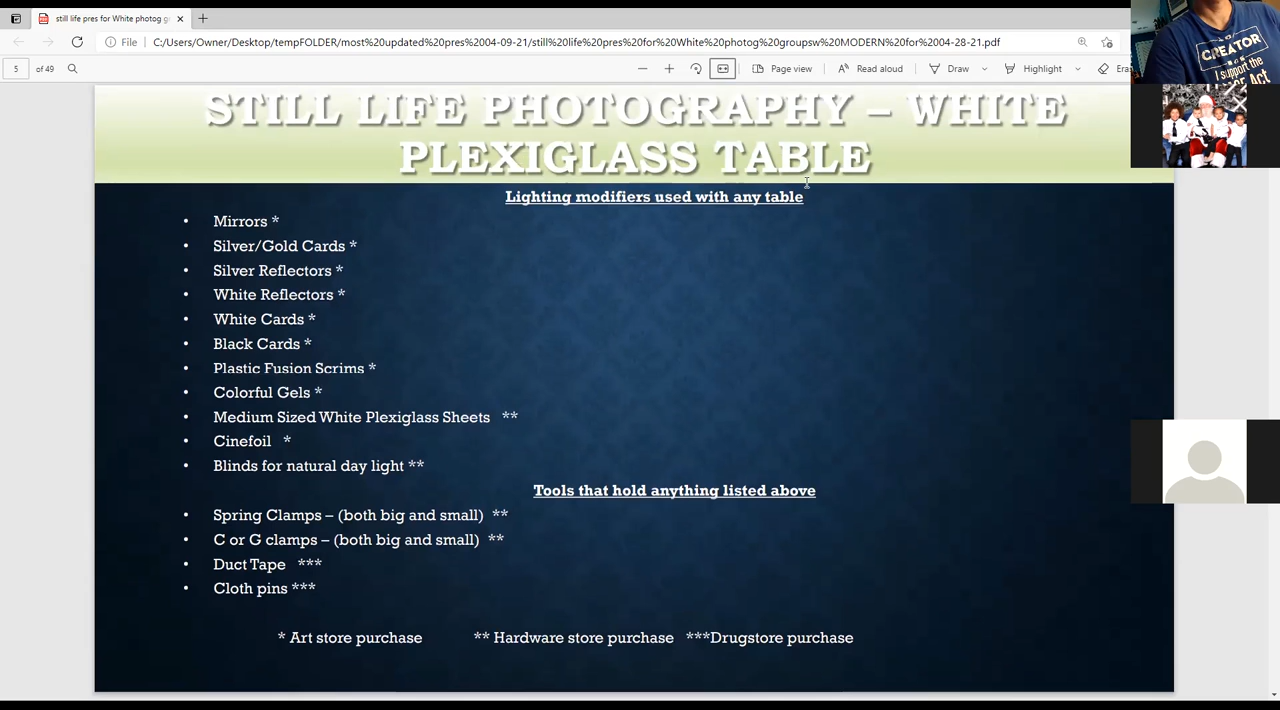 still life pres for White photog g
File
C:/Users/Owner/Desktop/tempFOLDER/most%20updated%20pres%2004-09-21/still%20life%20pres%20for%20White%20photog%20groupsw%20MODERN%20for%2004-28-21.pdf
5 of 49
Page view
Read aloud
Draw
Highlight
STILL LIFE PHOTOGRAPHY – WHITE
PLEXIGLASS TABLE
Lighting modifiers used with any table
• Mirrors *
• Silver/Gold Cards *
• Silver Reflectors *
• White Reflectors *
• White Cards *
• Black Cards *
• Plastic Fusion Scrims *
• Colorful Gels *
• Medium Sized White Plexiglass Sheets **
• Cinefoil *
• Blinds for natural day light **
Tools that hold anything listed above
• Spring Clamps – (both big and small) **
• C or G clamps – (both big and small) **
• Duct Tape ***
• Cloth pins ***
* Art store purchase ** Hardware store purchase ***Drugstore purchase
CREATOR
I support the
Act